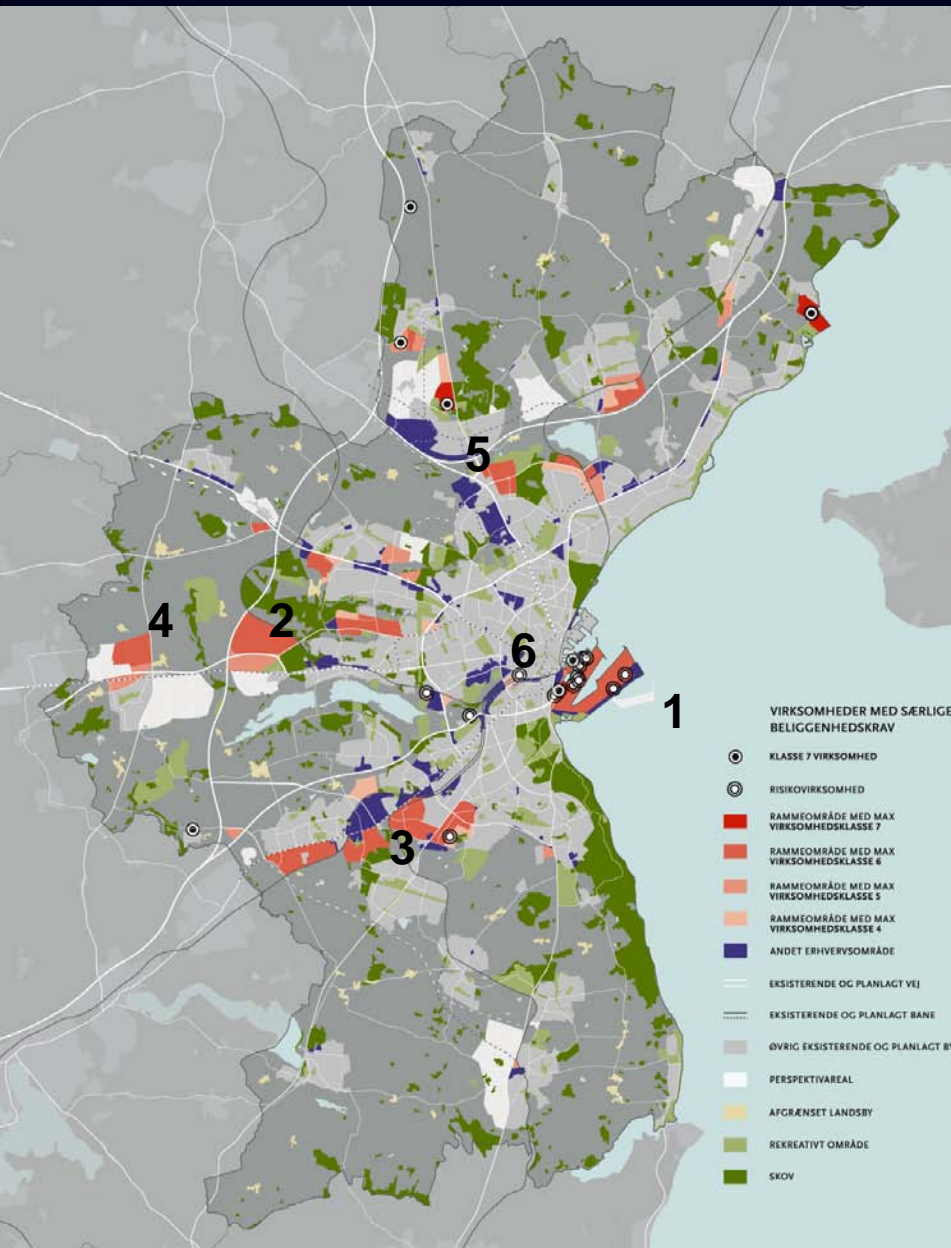 5
4
2
6
1
3
VIRKSOMHEDER MED SÆRLIGE
BELIGGENHEDSKRAV
KLASSE 7 VIRKSOMHED
RISIKOVIRKSOMHED
RAMMEOMRÅDE MED MAX
VIRKSOMHEDSKLASSE 7
RAMMEOMRÅDE MED MAX
VIRKSOMHEDSKLASSE 6
RAMMEOMRÅDE MED MAX
VIRKSOMHEDSKLASSE 5
RAMMEOMRÅDE MED MAX
VIRKSOMHEDSKLASSE 4
ANDET ERHVERVSOMRÅDE
EKSISTERENDE OG PLANLAGT VEJ
EKSISTERENDE OG PLANLAGT BANE
ØVRIG EKSISTERENDE OG PLANLAGT
PERSPEKTIVAREAL
AFGRÆNSET LANDSBY
REKREATIVT OMRÅDE
SKOV